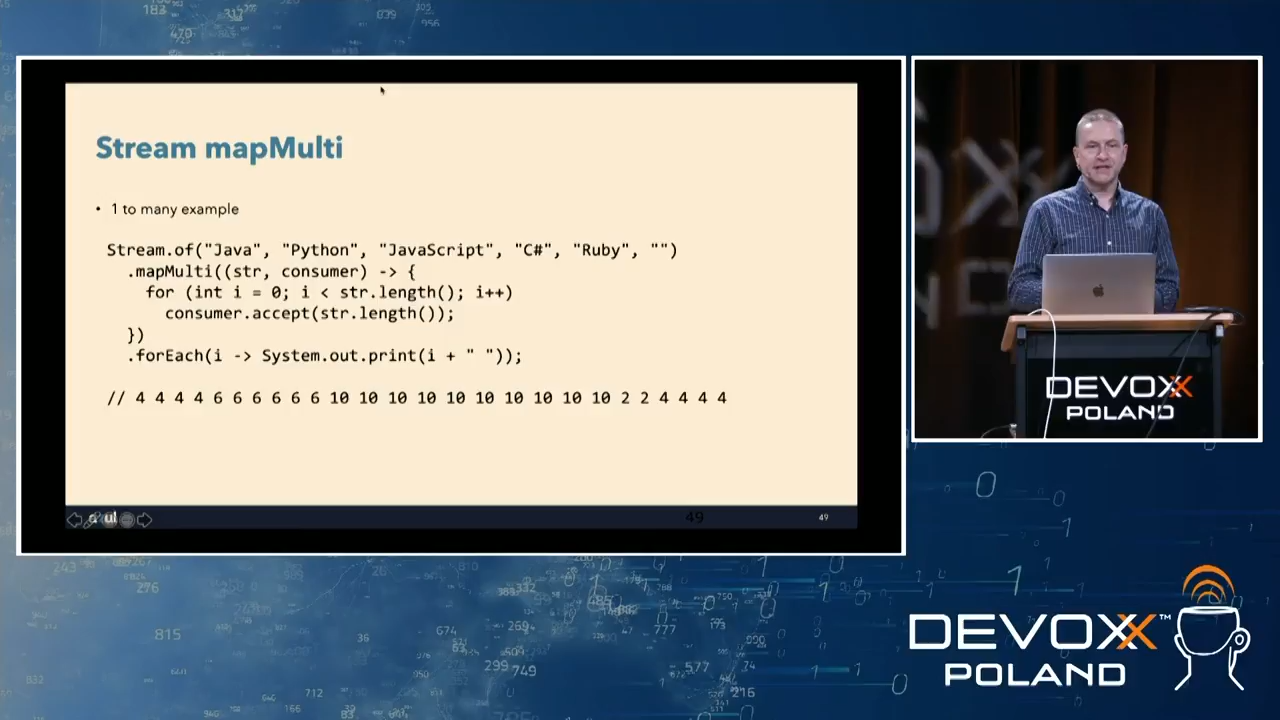 Stream mapMulti
• 1 to many example
Stream.of("Java", "Python", "JavaScript", "C#", "Ruby", "")
.mapMulti((str, consumer) -> {
for (int i = 0; i < str.length(); i++)
consumer.accept(str.length());
})
.forEach(i -> System.out.print(i + " "));
// 4 4 4 4 6 6 6 6 6 6 10 10 10 10 10 10 10 10 10 10 2 2 4 4 4 4
49
49
DEVOXX
POLAND
DEVOXX™
POLAND